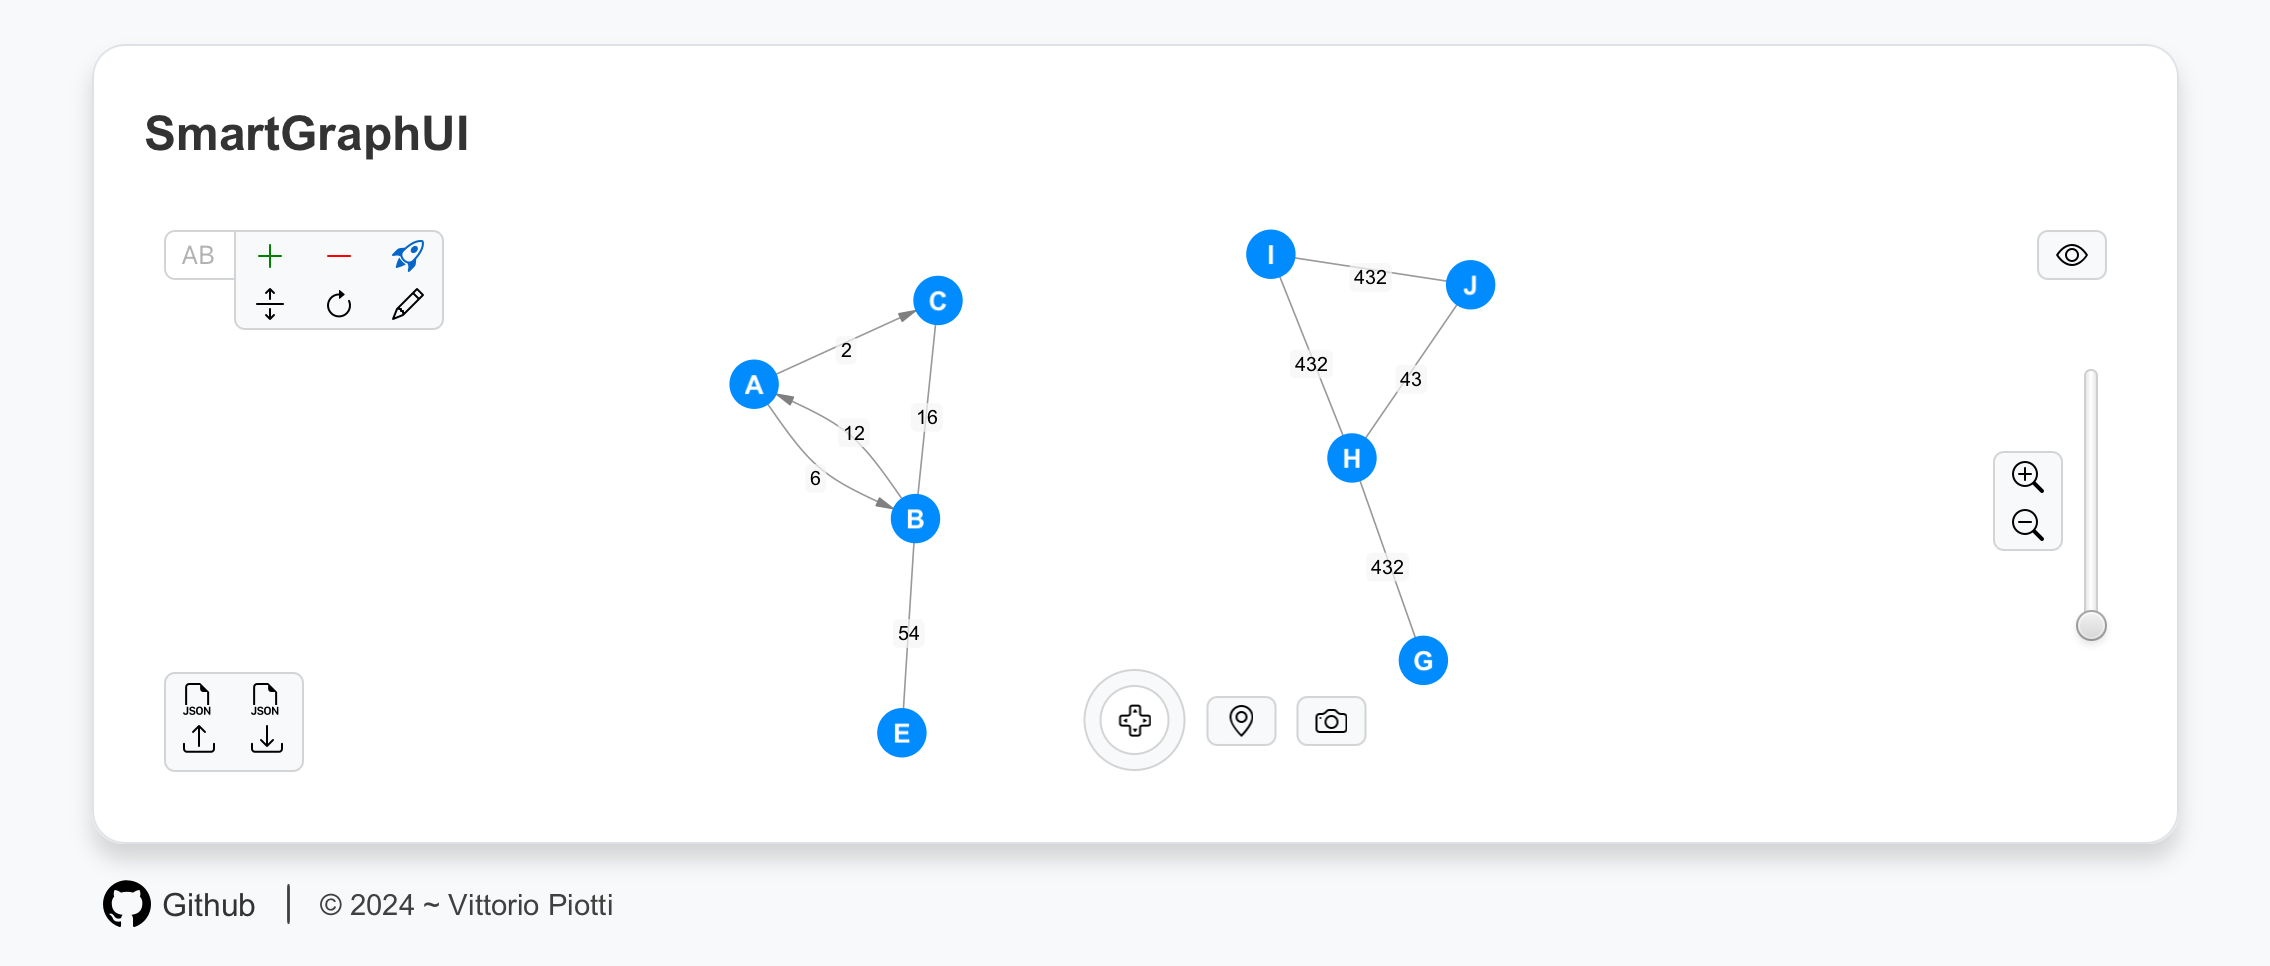 SmartGraphUI
AB
I
J
432
C
2
A
432
43
16
12
H
6
B
432
54
G
E
JSON JSON
Github | © 2024 ~ Vittorio Piotti